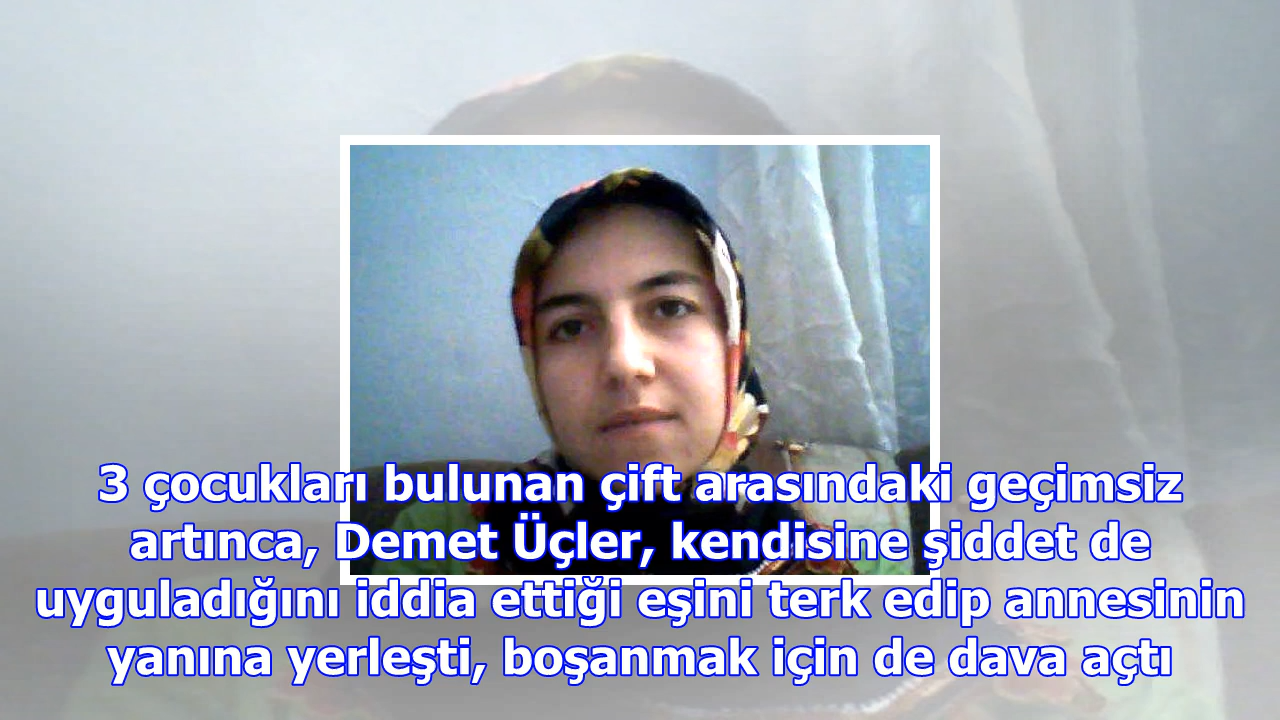 3 çocukları bulunan çift arasındaki geçimsiz
artınca, Demet Üçler, kendisine şiddet de
uyguladığını iddia ettiği eşini terk edip annesinin
yanına yerleşti, boşanmak için de dava açtı